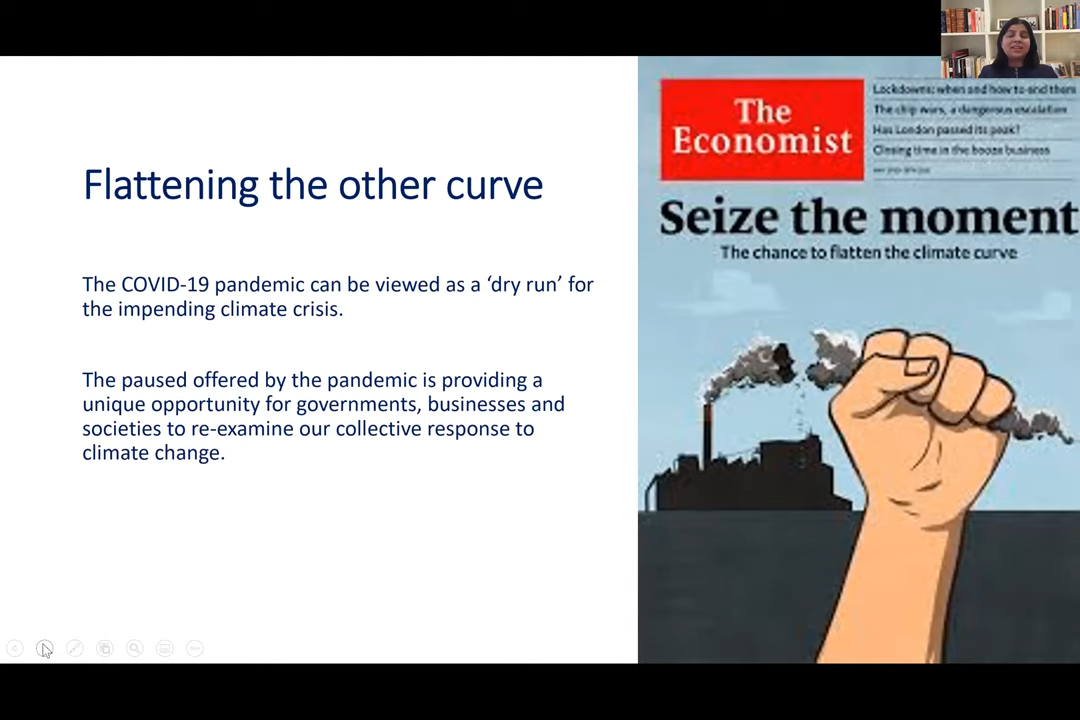 Flattening the other curve
The COVID-19 pandemic can be viewed as a ‘dry run’ for
the impending climate crisis.
The paused offered by the pandemic is providing a
unique opportunity for governments, businesses and
societies to re-examine our collective response to
climate change.
The
Economist
Lockdowns: when and how to end them
The chip wars, a dangerous escalation
Has London passed its peak?
Closing time in the booze business
Seize the moment
The chance to flatten the climate curve